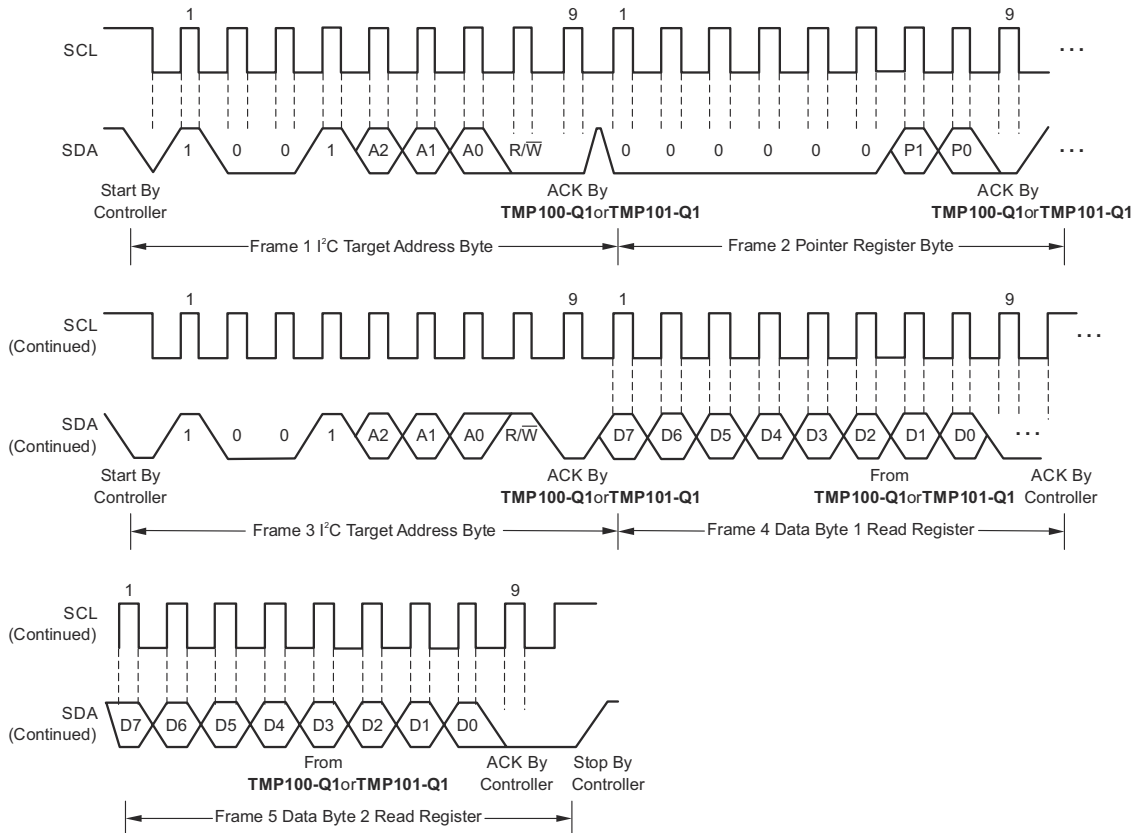 1 9 1 9
SCL ...
SDA 1 0 0 1 A2 A1 A0 R/W̅ 0 0 0 0 0 0 P1 P0 ...
Start By ACK By ACK By
Controller TMP100-Q1orTMP101-Q1 TMP100-Q1orTMP101-Q1
Frame 1 I²C Target Address Byte Frame 2 Pointer Register Byte
1 9 1 9
SCL
(Continued) ...
SDA
(Continued) 1 0 0 1 A2 A1 A0 R/W̅ D7 D6 D5 D4 D3 D2 D1 D0 ...
Start By ACK By From ACK By
Controller TMP100-Q1orTMP101-Q1 TMP100-Q1orTMP101-Q1 Controller
Frame 3 I²C Target Address Byte Frame 4 Data Byte 1 Read Register
1 9
SCL
(Continued)
SDA
(Continued) D7 D6 D5 D4 D3 D2 D1 D0
From ACK By Stop By
TMP100-Q1orTMP101-Q1 Controller Controller
Frame 5 Data Byte 2 Read Register